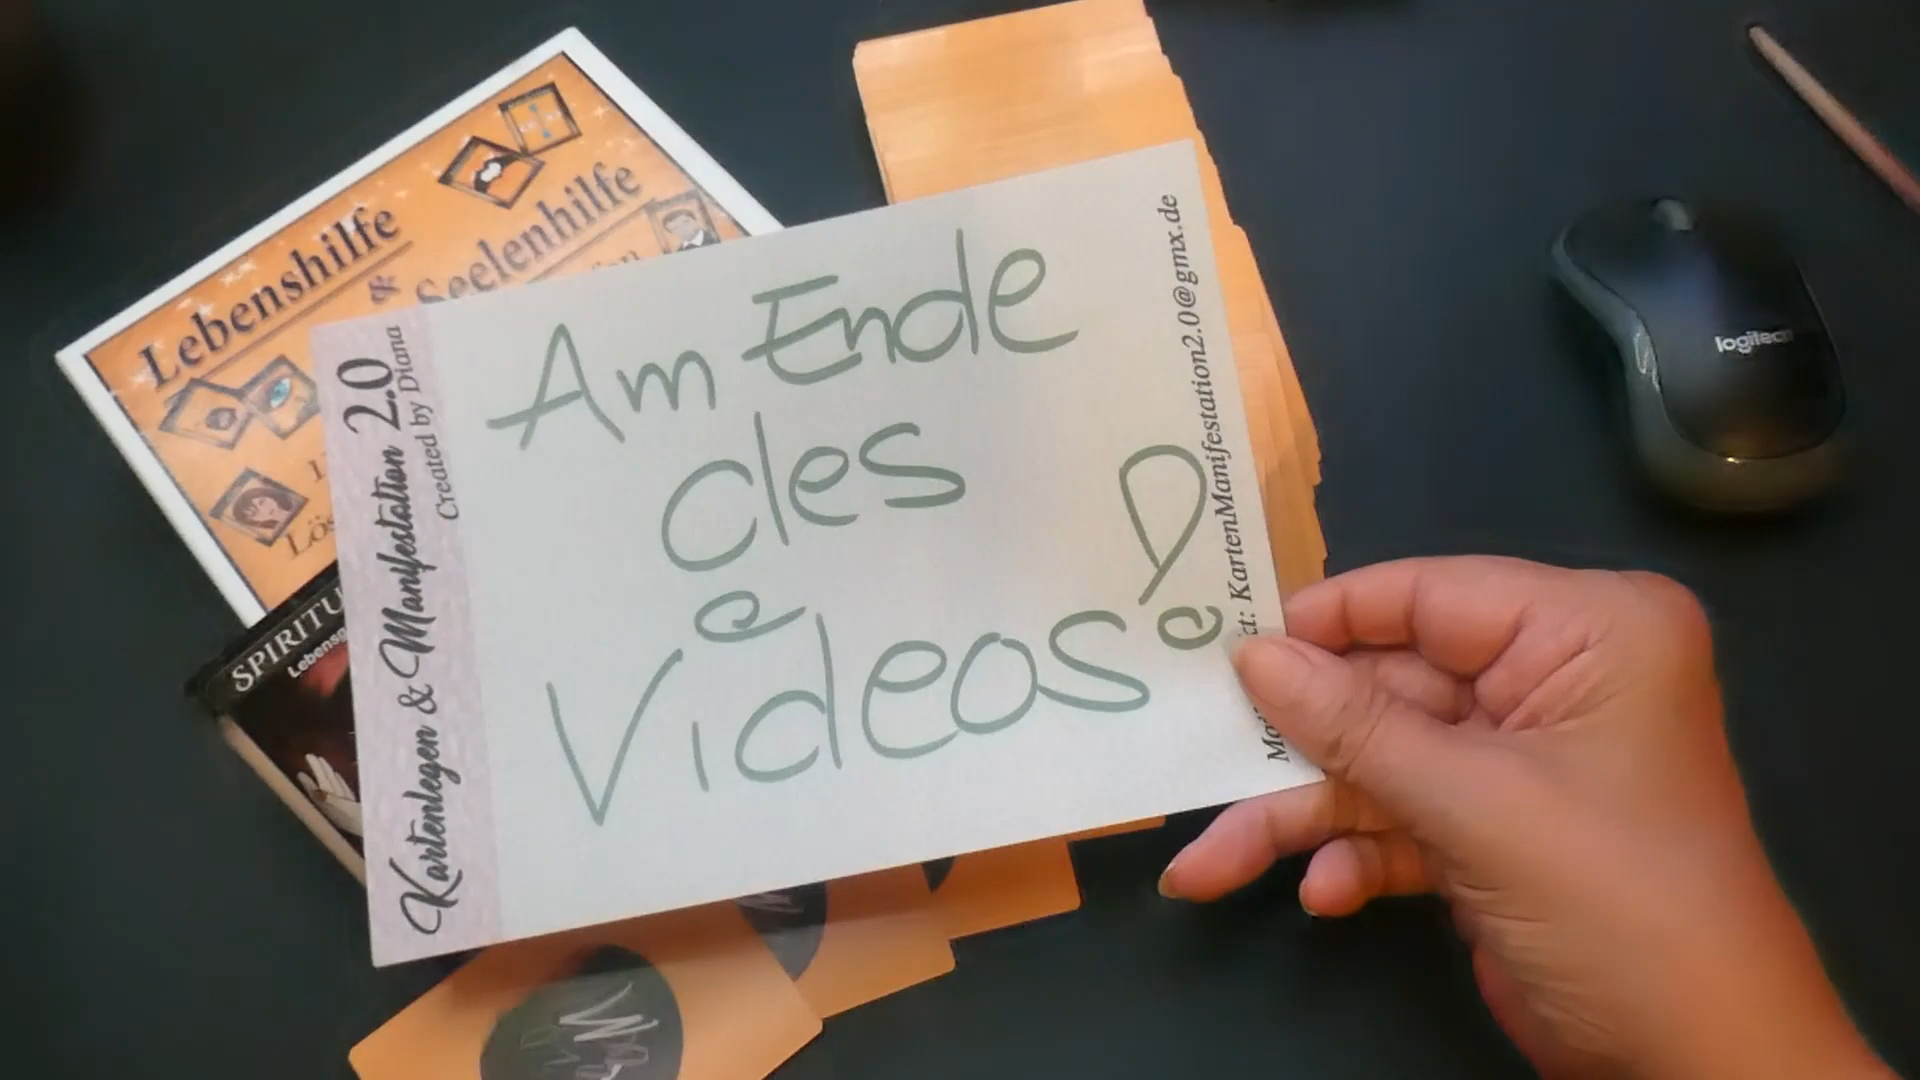 Lebenshilfe
&
Seelenhilfe
SPIRITU
Kartenlegen & Manifestation 2.0
Created by Diana
Am Ende
des
Videos!
KartenManifestation2.0@gmx.de
logitech